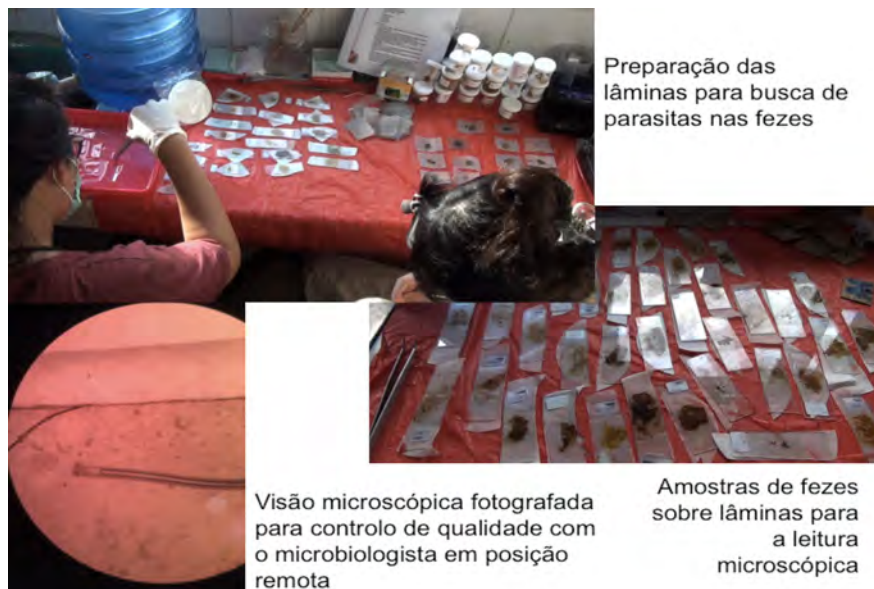 Preparação das
lâminas para busca de
parasitas nas fezes
Visão microscópica fotografada
para controlo de qualidade com
o microbiologista em posição
remota
Amostras de fezes
sobre lâminas para
a leitura
microscópica